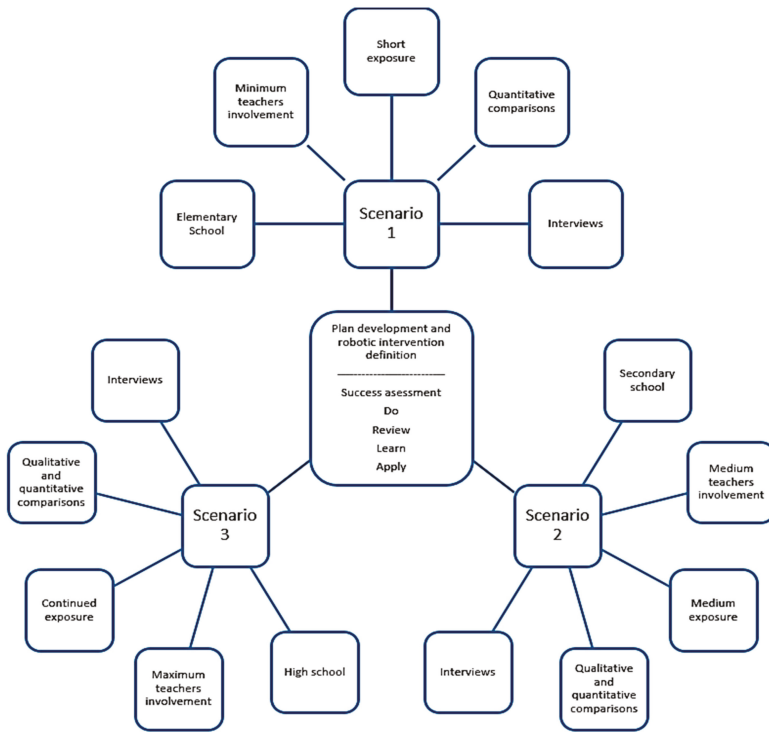 Short
exposure
Minimum
teachers
involvement
Quantitative
comparisons
Elementary
School
Scenario
1
Interviews
Plan development and
robotic intervention
definition
--------------------------
Success asessment
Do
Review
Learn
Apply
Interviews
Qualitative
and
quantitative
comparisons
Scenario
3
Continued
exposure
Maximum
teachers
involvement
High school
Secondary
school
Medium
teachers
involvement
Scenario
2
Medium
exposure
Interviews
Qualitative
and
quantitative
comparisons